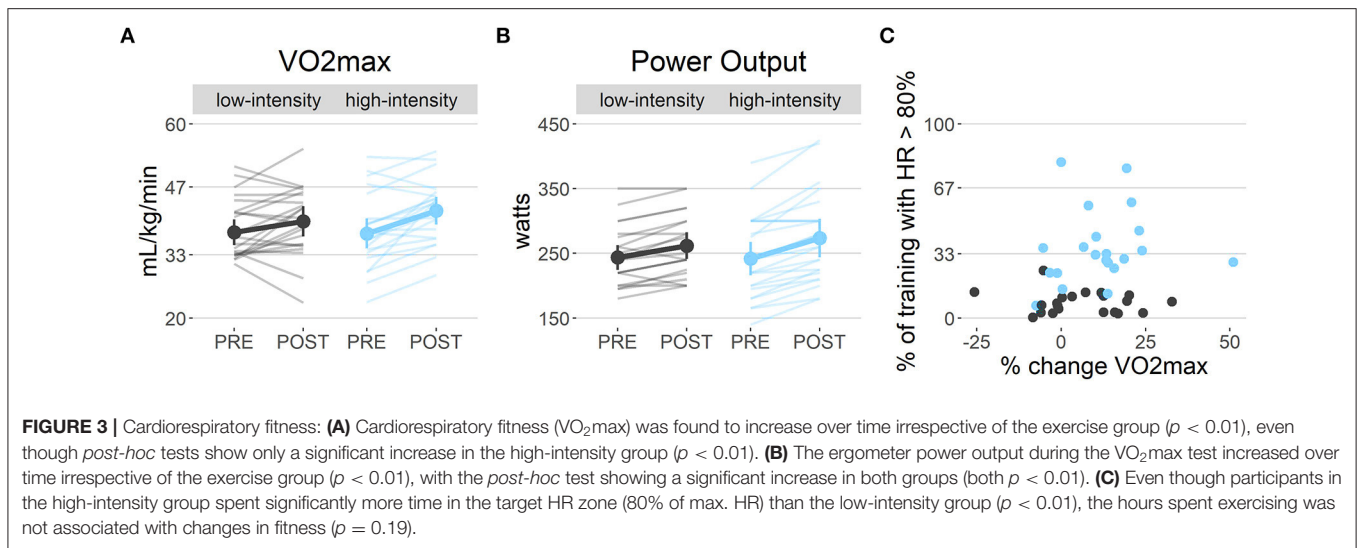 A
B
C
VO2max
low-intensity high-intensity
60
47
33
20
mL/kg/min
PRE POST PRE POST
Power Output
low-intensity high-intensity
450
350
250
150
watts
PRE POST PRE POST
% of training with HR > 80%
100
67
33
0
-25 0 25 50
% change VO2max
FIGURE 3 | Cardiorespiratory fitness: (A) Cardiorespiratory fitness (VO₂max) was found to increase over time irrespective of the exercise group (p < 0.01), even
though post-hoc tests show only a significant increase in the high-intensity group (p < 0.01). (B) The ergometer power output during the VO₂max test increased over
time irrespective of the exercise group (p < 0.01), with the post-hoc test showing a significant increase in both groups (both p < 0.01). (C) Even though participants in
the high-intensity group spent significantly more time in the target HR zone (80% of max. HR) than the low-intensity group (p < 0.01), the hours spent exercising was
not associated with changes in fitness (p = 0.19).